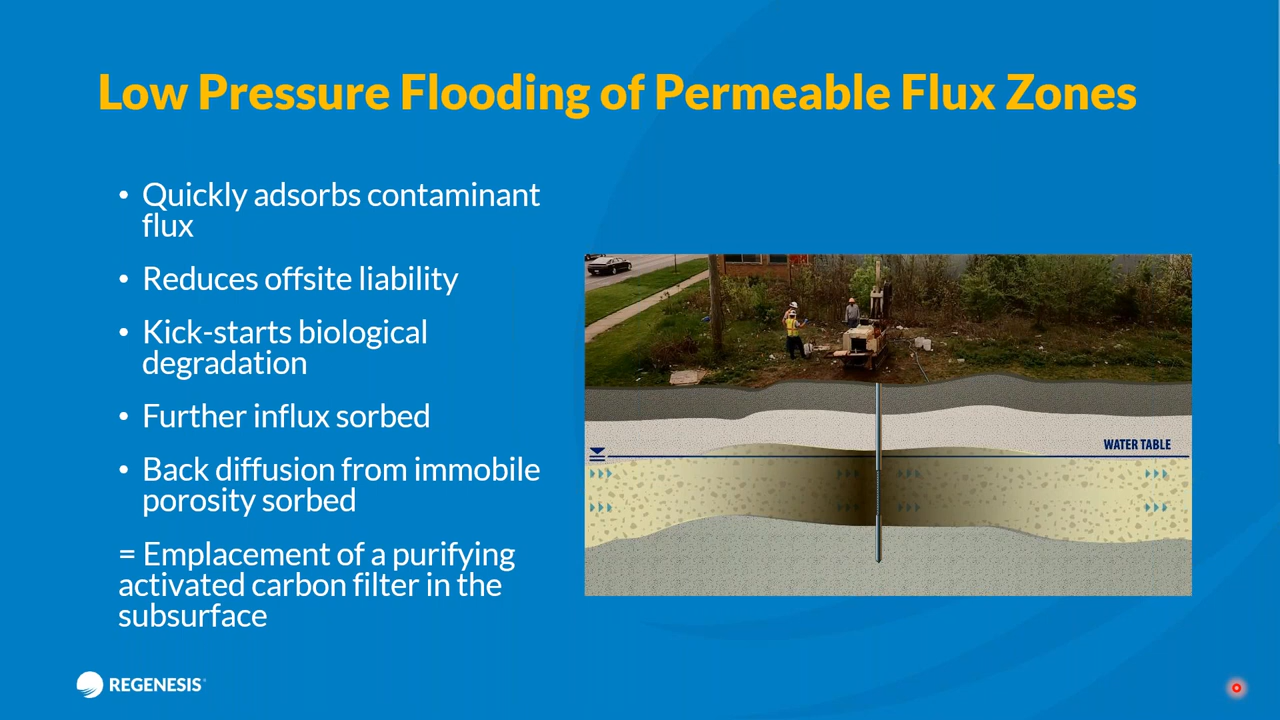 Low Pressure Flooding of Permeable Flux Zones
• Quickly adsorbs contaminant
flux
• Reduces offsite liability
• Kick-starts biological
degradation
• Further influx sorbed
• Back diffusion from immobile
porosity sorbed
= Emplacement of a purifying
activated carbon filter in the
subsurface
WATER TABLE
REGENESIS